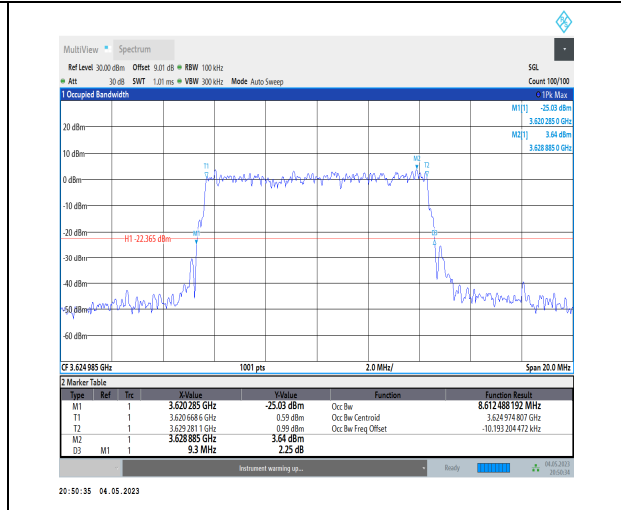 MultiView Spectrum
Ref Level 30.00 dBm Offset 9.01 dB RBW 100 kHz SGL
Att 30 dB SWT 1.01 ms VBW 300 kHz Mode Auto Sweep Count 100/100
1 Occupied Bandwidth 1Pk Max
M1[1] -25.03 dBm
3.620 285 0 GHz
M2[1] 3.64 dBm
3.628 885 0 GHz
20 dBm
10 dBm
M2
T1 T2
0 dBm
-10 dBm
-20 dBm
M1 D3
H1 -22.365 dBm
-30 dBm
-40 dBm
-50 dBm
-60 dBm
CF 3.624 985 GHz 1001 pts 2.0 MHz/ Span 20.0 MHz
2 Marker Table
Type Ref Trc X-Value Y-Value Function Function Result
M1 1 3.620 285 GHz -25.03 dBm Occ Bw 8.612 488 192 MHz
T1 1 3.620 668 6 GHz 0.59 dBm Occ Bw Centroid 3.624 974 807 GHz
T2 1 3.629 281 1 GHz 0.99 dBm Occ Bw Freq Offset -10.193 204 472 kHz
M2 1 3.628 885 GHz 3.64 dBm
D3 M1 1 9.3 MHz 2.25 dB
Instrument warming up... Ready 04.05.2023
20:50:34
20:50:35 04.05.2023